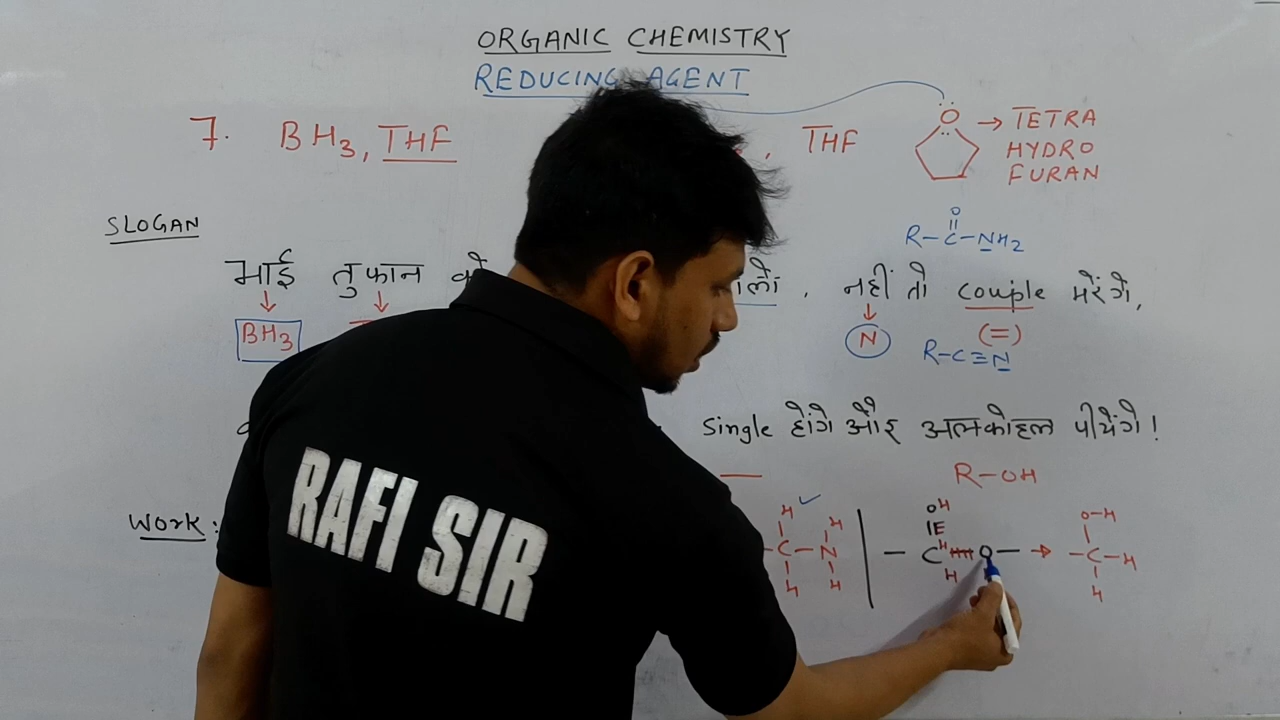 ORGANIC CHEMISTRY
REDUCING AGENT
7. BH3, THF , THF
O → TETRA
HYDRO
FURAN
SLOGAN
O
R–C–NH2
भाई तुफान नहीं तो couple मरेंगे,
BH3 N (=)
R–C≡N
Single होंगे और अलकोहल पीयेंगे!
R–OH
Work:
H H OH O–H
–C–N – C O – → –C–H
H H H H H
RAFI SIR